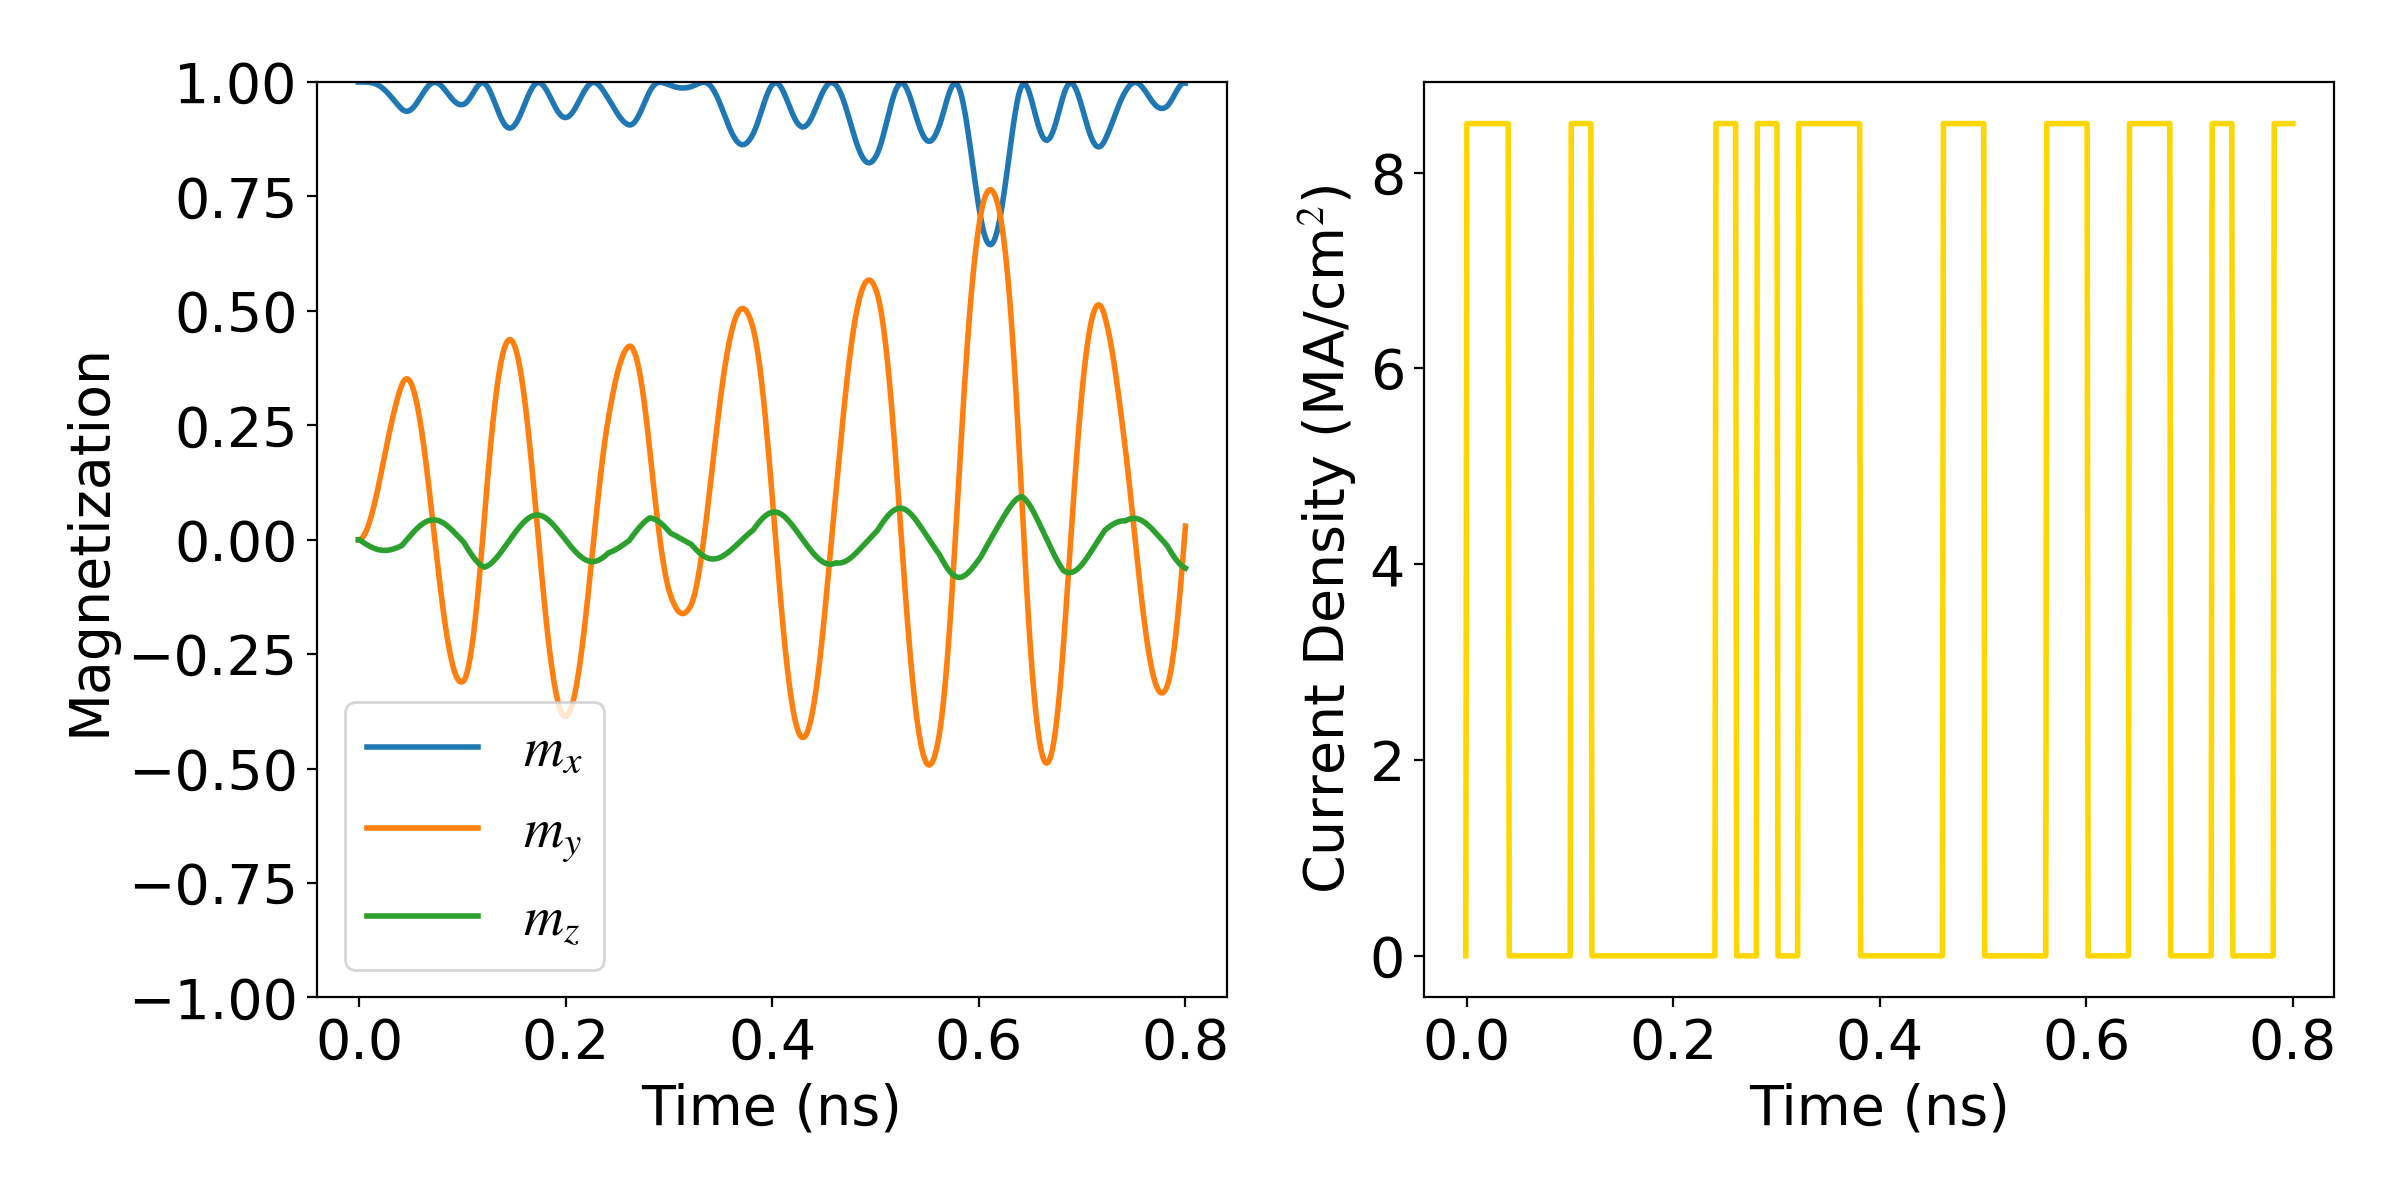 Magnetization
1.00
0.75
0.50
0.25
0.00
−0.25
−0.50
−0.75
−1.00
m_x
m_y
m_z
0.0 0.2 0.4 0.6 0.8
Time (ns)
Current Density (MA/cm²)
8
6
4
2
0
0.0 0.2 0.4 0.6 0.8
Time (ns)